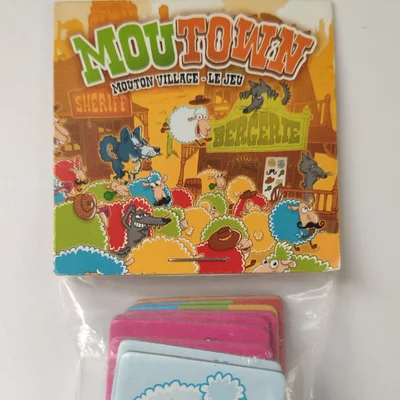 MOUTOWN
MOUTON VILLAGE - LE JEU
SHERIFF
BERGERIE